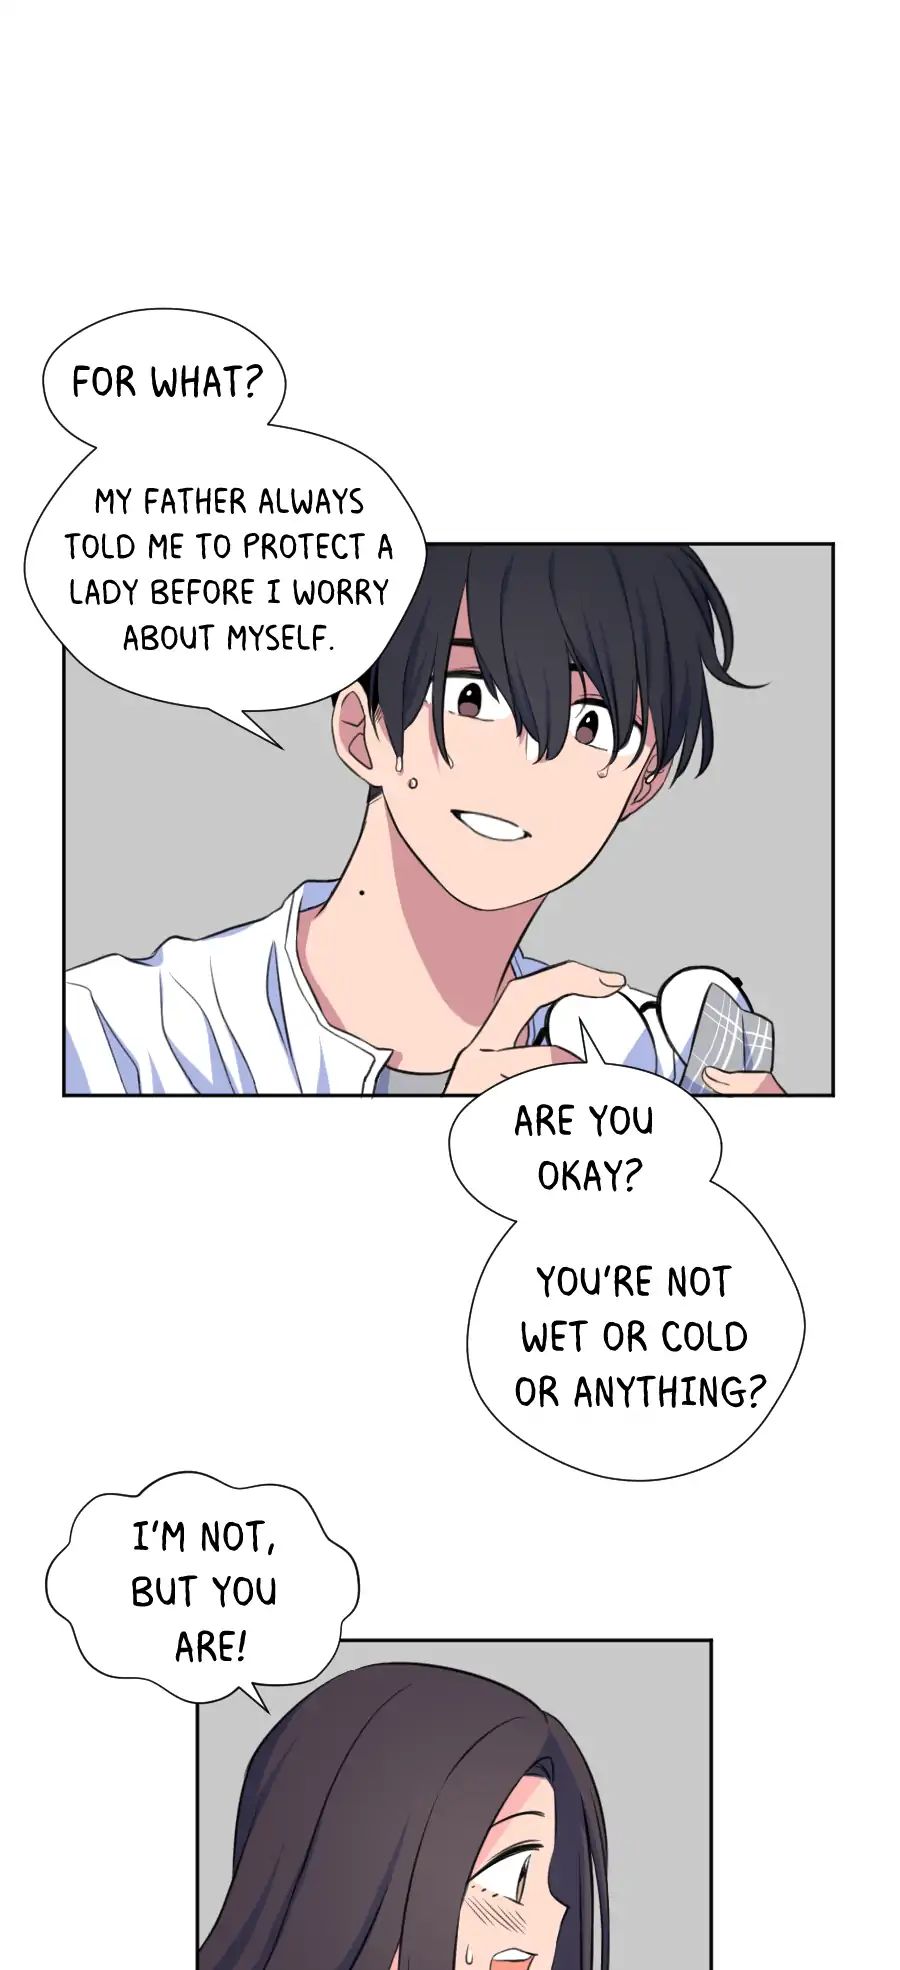 FOR WHAT?
MY FATHER ALWAYS
TOLD ME TO PROTECT A
LADY BEFORE I WORRY
ABOUT MYSELF.
ARE YOU
OKAY?
YOU'RE NOT
WET OR COLD
OR ANYTHING?
I'M NOT,
BUT YOU
ARE!